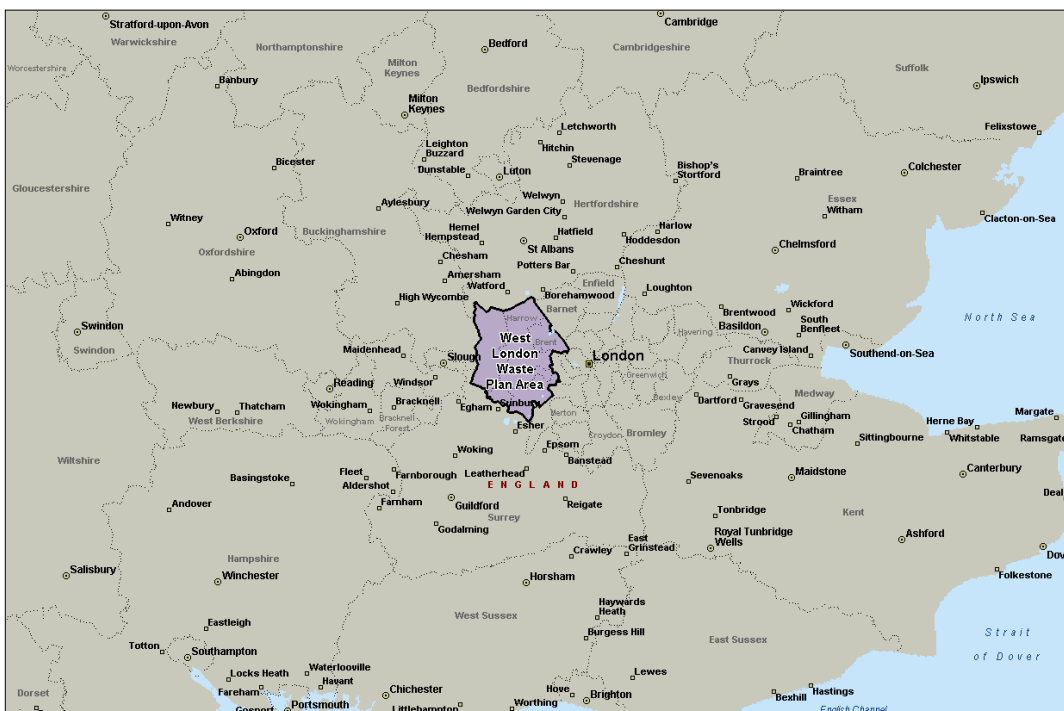 Stratford-upon-Avon
Cambridge
Warwickshire
Northamptonshire
Bedford
Cambridgeshire
Worcestershire
Milton
Keynes
Suffolk
Banbury
Bedfordshire
Ipswich
Milton
Keynes
Letchworth
Felixstowe
Leighton
Buzzard
Hitchin
Stevenage
Bicester
Dunstable
Luton
Bishop's
Stortford
Braintree
Colchester
Gloucestershire
Aylesbury
Welwyn
Hertfordshire
Essex
Welwyn Garden City
Witham
Clacton-on-Sea
Witney
Oxford
Buckinghamshire
Hemel
Hempstead
Hatfield
Harlow
Hoddesdon
St Albans
Chelmsford
Oxfordshire
Chesham
Potters Bar
Cheshunt
Abingdon
Amersham
Watford
Enfield
Borehamwood
Loughton
High Wycombe
Barnet
Brentwood
Wickford
North Sea
Harrow
South
Benfleet
Swindon
Basildon
Havering
West
London
Waste
Plan Area
Brent
Swindon
Maidenhead
Slough
London
Canvey Island
Southend-on-Sea
Thurrock
Reading
Windsor
Greenwich
Grays
Medway
Newbury
Thatcham
Wokingham
Bracknell
Egham
Sunbury
Bexley
Dartford
Gravesend
West Berkshire
Wokingham
Bracknell
Forest
Merton
Strood
Gillingham
Chatham
Herne Bay
Margate
Esher
Croydon
Bromley
Sittingbourne
Whitstable
Ramsgate
Epsom
Woking
Banstead
Wiltshire
Fleet
Farnborough
Leatherhead
Basingstoke
Aldershot
ENGLAND
Sevenoaks
Maidstone
Canterbury
Andover
Farnham
Guildford
Reigate
Deal
Surrey
Tonbridge
Kent
Godalming
Royal Tunbridge
Wells
Ashford
East
Grinstead
Hampshire
Crawley
Dov
Salisbury
Winchester
Horsham
Folkestone
West Sussex
Haywards
Heath
Eastleigh
Burgess Hill
East Sussex
Strait
of Dover
Totton
Southampton
Locks Heath
Waterlooville
Lewes
Dorset
Fareham
Havant
Chichester
Hove
Brighton
Bexhill
Hastings
Gosport
Portsmouth
Littlehampton
Worthing
English Channel